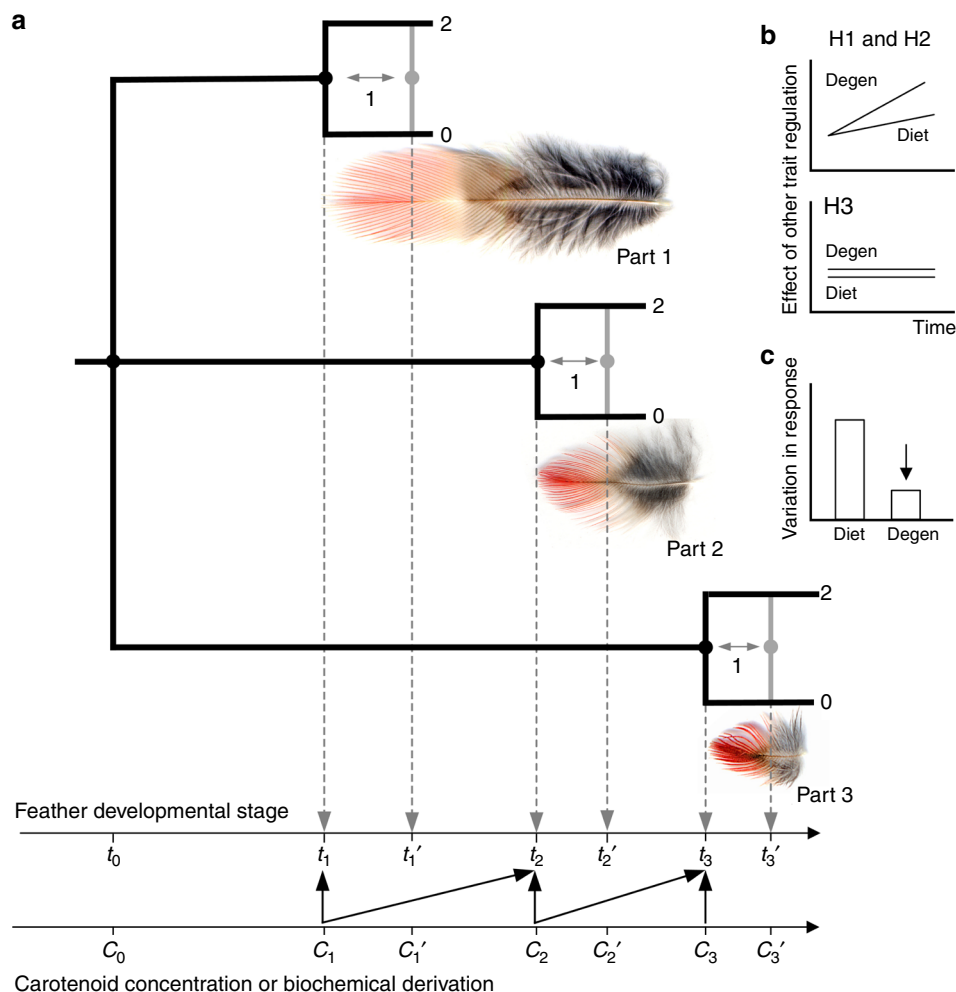 a
2
1
0
Part 1
2
1
0
Part 2
2
1
0
Part 3
Feather developmental stage
t₀ t₁ t₁′ t₂ t₂′ t₃ t₃′
C₀ C₁ C₁′ C₂ C₂′ C₃ C₃′
Carotenoid concentration or biochemical derivation
b
H1 and H2
Effect of other trait regulation
Degen
Diet
H3
Degen
Diet
Time
c
Variation in response
Diet Degen